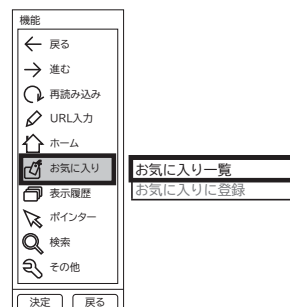 機能
戻る
進む
再読み込み
URL入力
ホーム
お気に入り
お気に入り一覧
お気に入りに登録
表示履歴
ポインター
検索
その他
決定 戻る